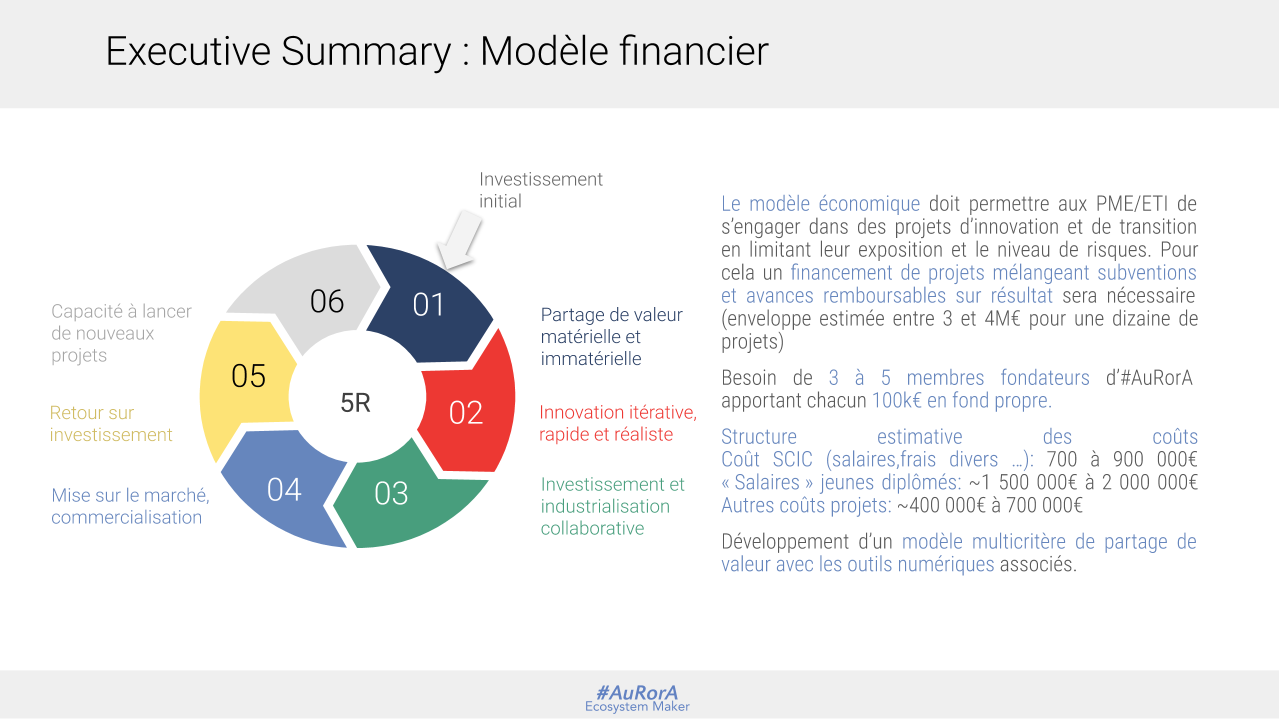 Executive Summary : Modèle financier
Investissement
initial
01
02
03
04
05
06
5R
Partage de valeur
matérielle et
immatérielle
Innovation itérative,
rapide et réaliste
Investissement et
industrialisation
collaborative
Mise sur le marché,
commercialisation
Retour sur
investissement
Capacité à lancer
de nouveaux
projets
Le modèle économique doit permettre aux PME/ETI de
s’engager dans des projets d’innovation et de transition
en limitant leur exposition et le niveau de risques. Pour
cela un financement de projets mélangeant subventions
et avances remboursables sur résultat sera nécessaire
(enveloppe estimée entre 3 et 4M€ pour une dizaine de
projets)
Besoin de 3 à 5 membres fondateurs d’#AuRorA
apportant chacun 100k€ en fond propre.
Structure estimative des coûts
Coût SCIC (salaires,frais divers …): 700 à 900 000€
« Salaires » jeunes diplômés: ~1 500 000€ à 2 000 000€
Autres coûts projets: ~400 000€ à 700 000€
Développement d’un modèle multicritère de partage de
valeur avec les outils numériques associés.
#AuRorA
Ecosystem Maker